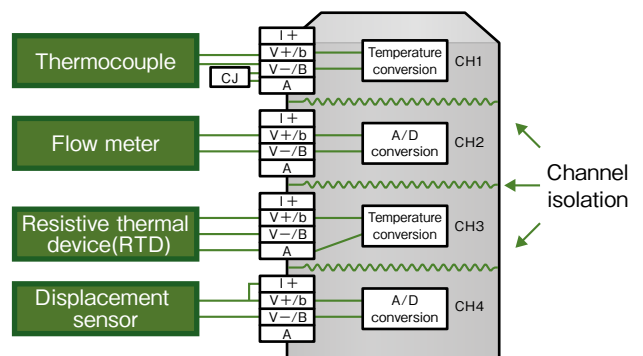 Thermocouple
CJ
I+
V+/b
V−/B
A
Temperature
conversion
CH1
Flow meter
I+
V+/b
V−/B
A
A/D
conversion
CH2
Channel
isolation
Resistive thermal
device(RTD)
I+
V+/b
V−/B
A
Temperature
conversion
CH3
Displacement
sensor
I+
V+/b
V−/B
A
A/D
conversion
CH4